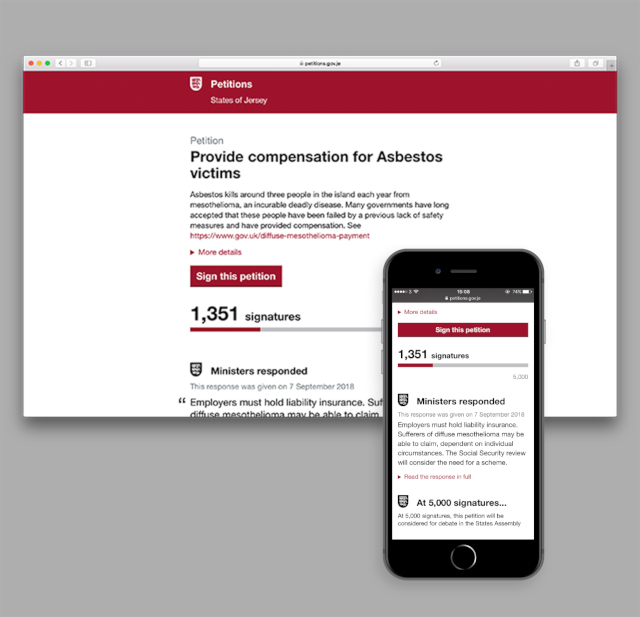 petitions.gov.je
Petitions
States of Jersey
Petition
Provide compensation for Asbestos
victims
Asbestos kills around three people in the island each year from
mesothelioma, an incurable deadly disease. Many governments have long
accepted that these people have been failed by a previous lack of safety
measures and have provided compensation. See
https://www.gov.uk/diffuse-mesothelioma-payment
More details
Sign this petition
1,351 signatures
Ministers responded
This response was given on 7 September 2018
“ Employers must hold liability insurance. Suf
diffuse mesothelioma may be able to claim
3 19:08 74%
petitions.gov.je
More details
Sign this petition
1,351 signatures
5,000
Ministers responded
This response was given on 7 September 2018
Employers must hold liability insurance.
Sufferers of diffuse mesothelioma may be
able to claim, dependent on individual
circumstances. The Social Security review
will consider the need for a scheme.
Read the response in full
At 5,000 signatures...
At 5,000 signatures, this petition will be
considered for debate in the States Assembly